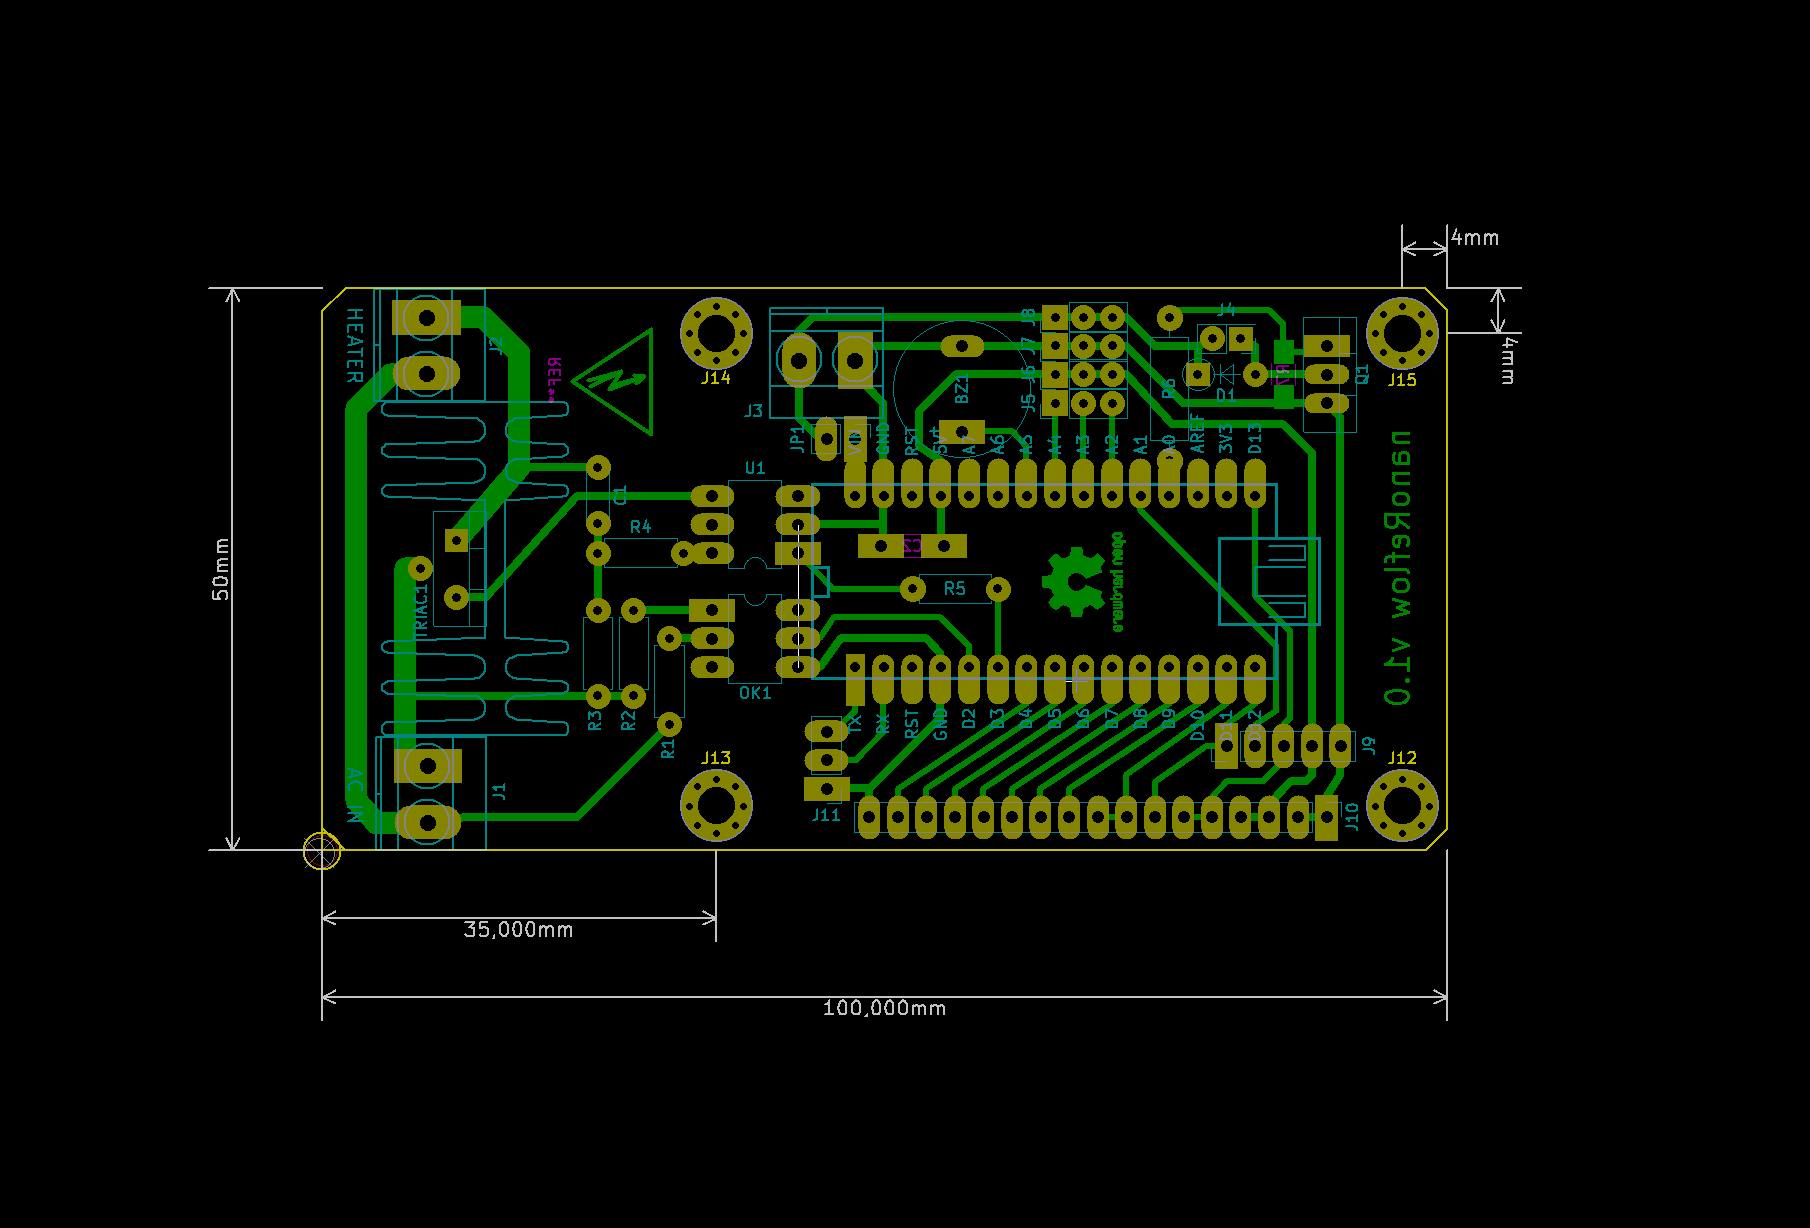 4mm
4mm
HEATER
J2
REF**
J14
J3
JP1
BZ1
J8
J7
J6
J5
J4
R6
D1
R7
Q1
J15
VIN
GND
RST
5V
A7
A6
A5
A4
A3
A2
A1
A0
AREF
3V3
D13
U1
C1
R4
R5
open hardware
nanoReflow v1.0
50mm
TRIAC1
OK1
R3
R2
R1
J13
TX
RX
RST
GND
D2
D3
D4
D5
D6
D7
D8
D9
D10
D11
D12
J9
J12
AC IN
J1
J11
J10
35,000mm
100,000mm